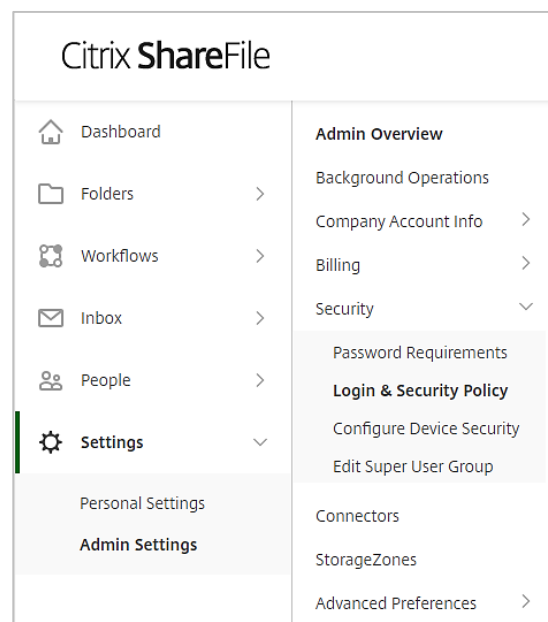 Citrix ShareFile
Dashboard
Folders
Workflows
Inbox
People
Settings
Personal Settings
Admin Settings
Admin Overview
Background Operations
Company Account Info
Billing
Security
Password Requirements
Login & Security Policy
Configure Device Security
Edit Super User Group
Connectors
StorageZones
Advanced Preferences